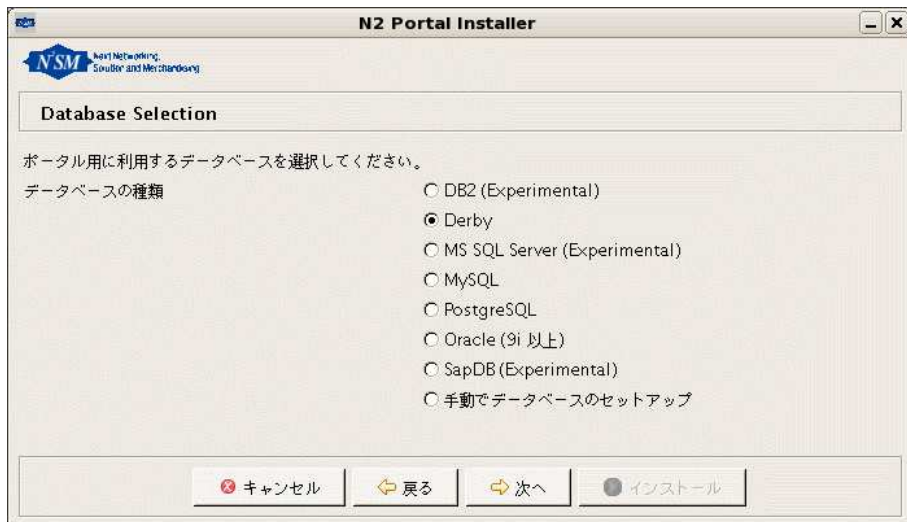 N2 Portal Installer
N2SM
Next Networking,
Solution and Merchandising
Database Selection
ポータル用に利用するデータベースを選択してください。
データベースの種類
DB2 (Experimental)
Derby
MS SQL Server (Experimental)
MySQL
PostgreSQL
Oracle (9i 以上)
SapDB (Experimental)
手動でデータベースのセットアップ
キャンセル
戻る
次へ
インストール